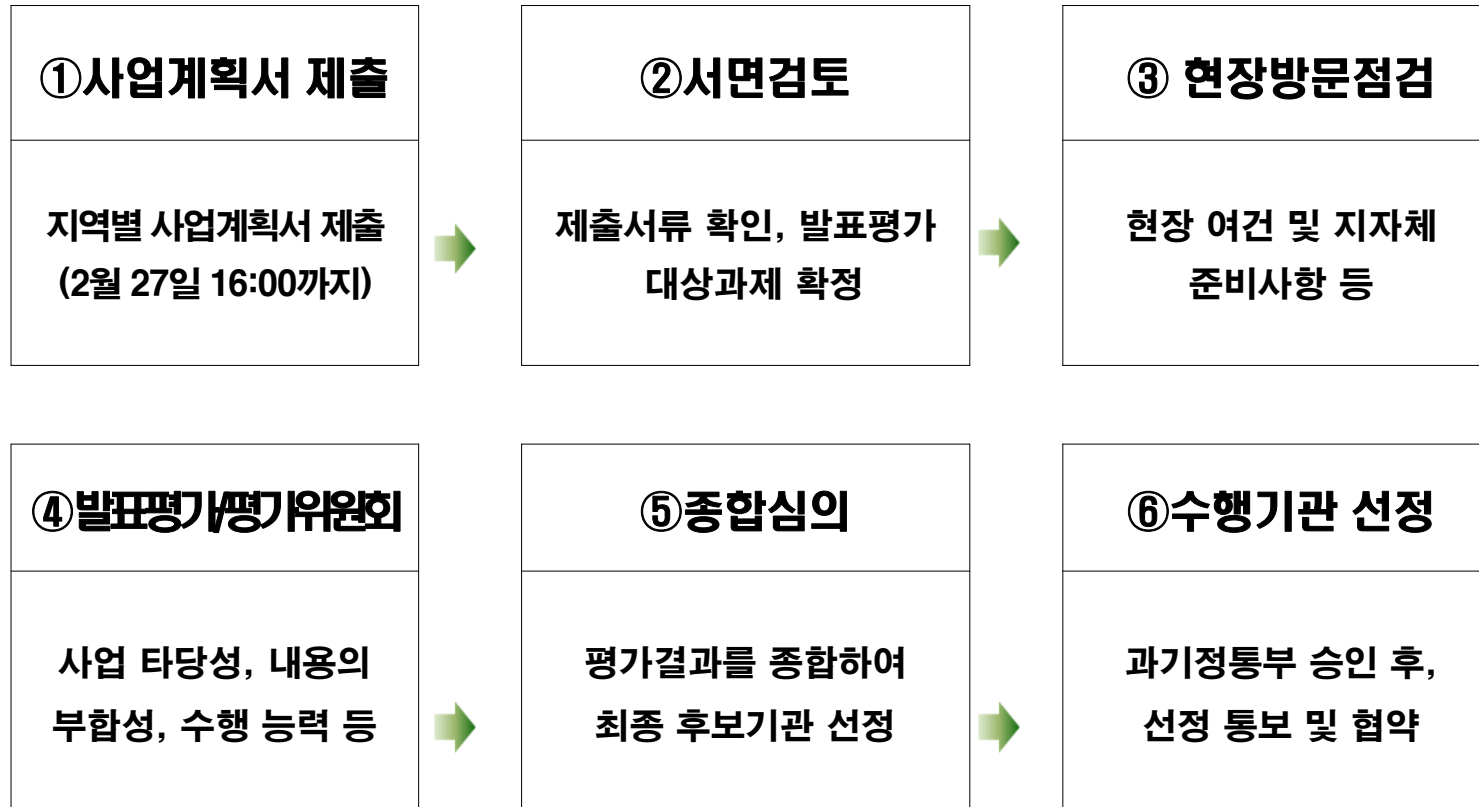 ①사업계획서 제출
지역별 사업계획서 제출
(2월 27일 16:00까지)
②서면검토
제출서류 확인, 발표평가
대상과제 확정
③ 현장방문점검
현장 여건 및 지자체
준비사항 등
④발표평가/평가위원회
사업 타당성, 내용의
부합성, 수행 능력 등
⑤종합심의
평가결과를 종합하여
최종 후보기관 선정
⑥수행기관 선정
과기정통부 승인 후,
선정 통보 및 협약